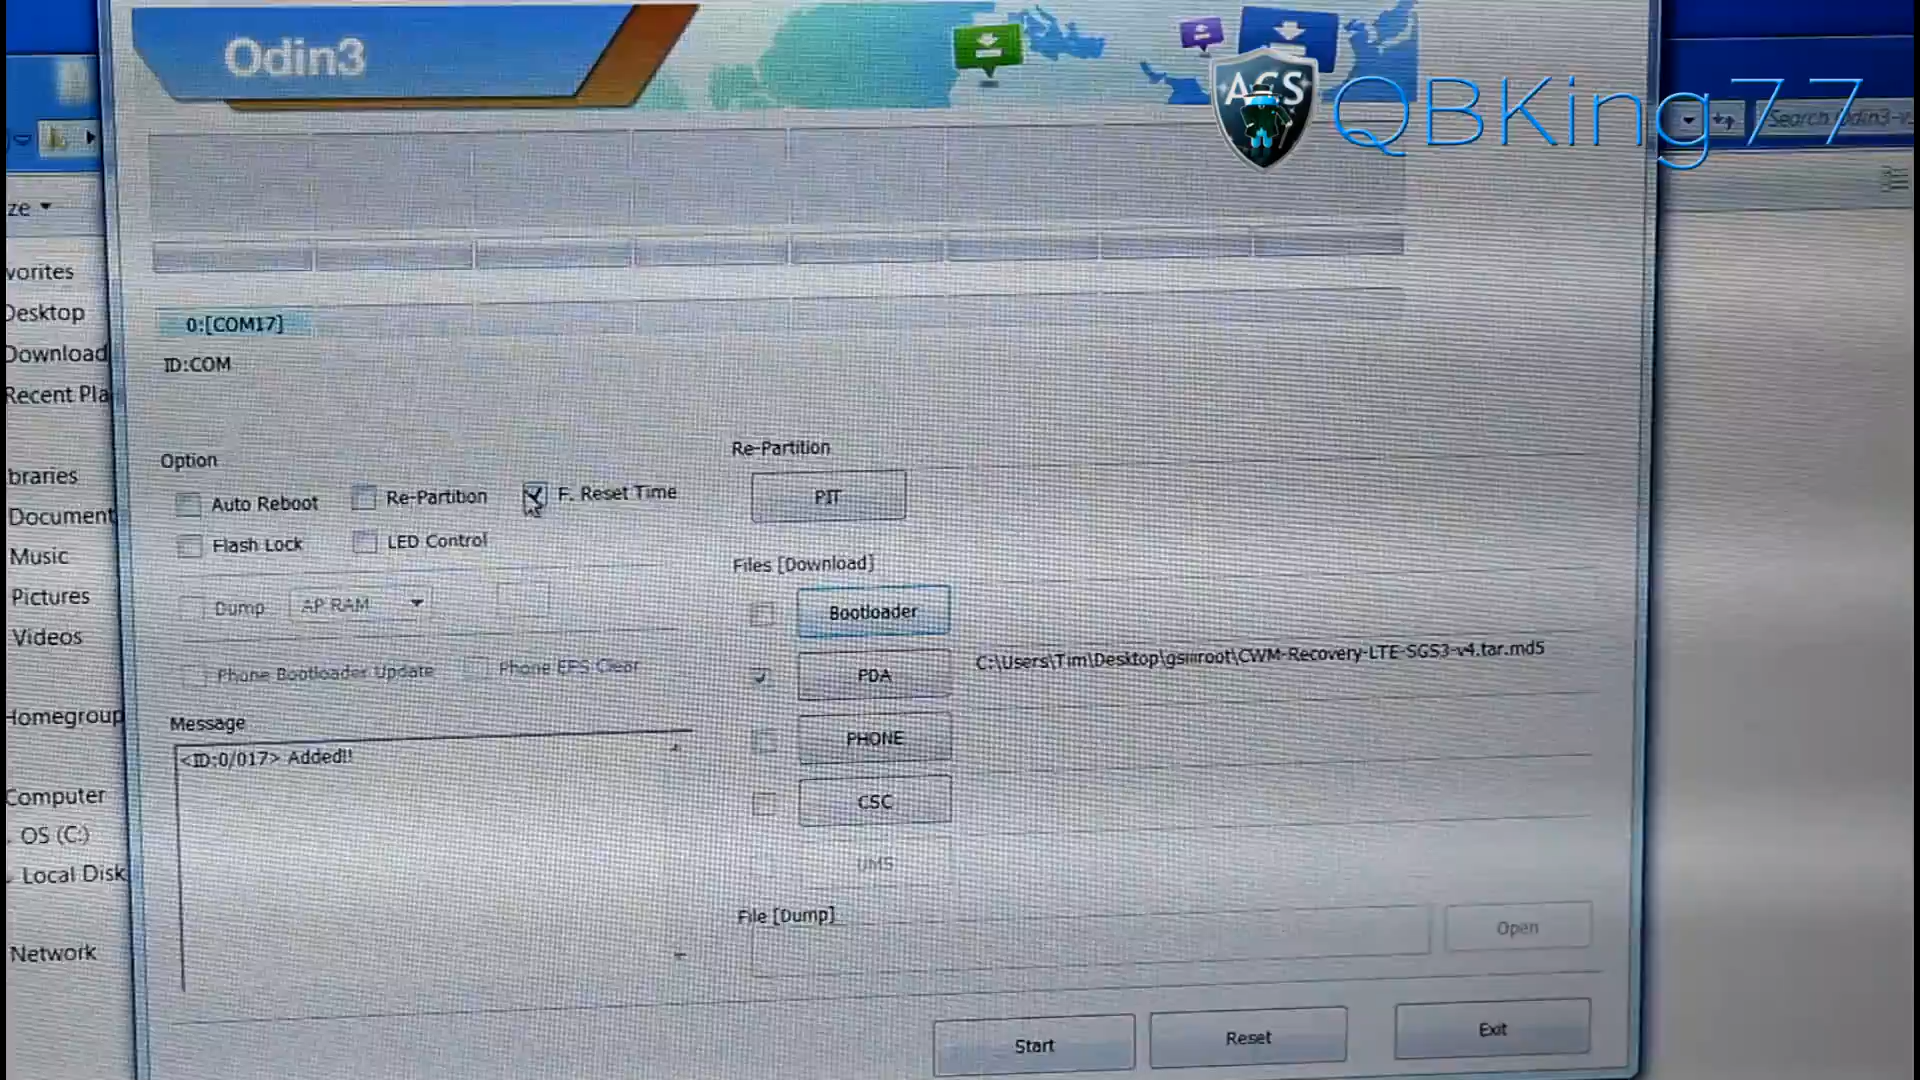 Odin3
ACS
QBKing77
Search Odin3-v
ze
vorites
Desktop
Download
Recent Pla
braries
Document
Music
Pictures
Videos
Homegroup
Computer
OS (C:)
Local Disk
Network
0:[COM17]
ID:COM
Option
Auto Reboot
Re-Partition
F. Reset Time
Flash Lock
LED Control
Dump
AP RAM
Phone Bootloader Update
Phone EFS Clear
Message
<ID:0/017> Added!!
Re-Partition
PIT
Files [Download]
Bootloader
PDA
C:\Users\Tim\Desktop\gsiiiroot\CWM-Recovery-LTE-SGS3-v4.tar.md5
PHONE
CSC
UMS
File [Dump]
Open
Start
Reset
Exit